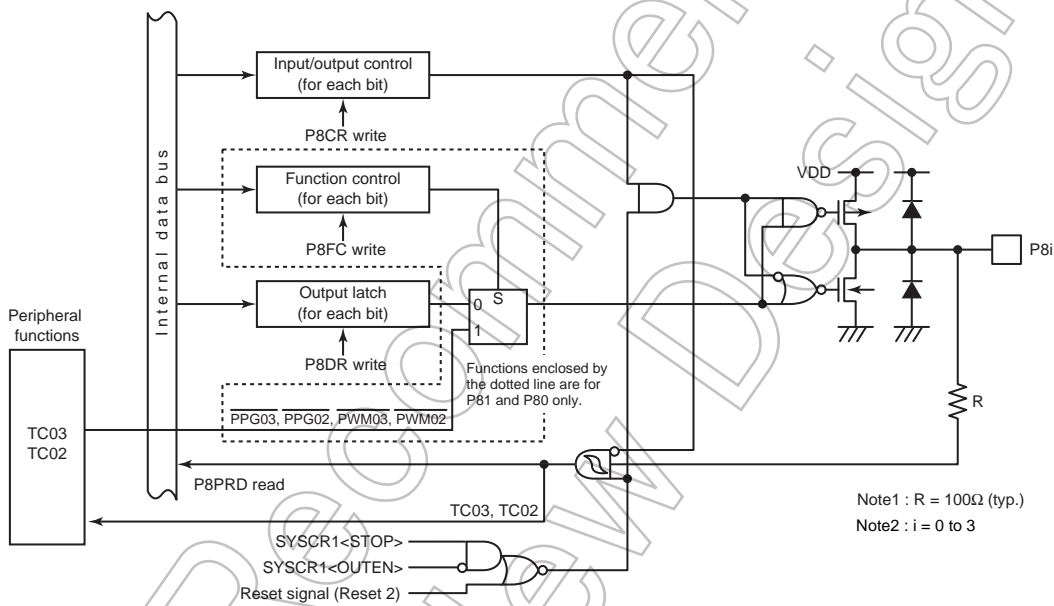 Input/output control
(for each bit)
P8CR write
Function control
(for each bit)
P8FC write
Internal data bus
Output latch
(for each bit)
P8DR write
0
S
1
Functions enclosed by
the dotted line are for
P81 and P80 only.
Peripheral
functions
TC03
TC02
PPG03, PPG02, PWM03, PWM02
P8PRD read
TC03, TC02
SYSCR1<STOP>
SYSCR1<OUTEN>
Reset signal (Reset 2)
VDD
P8i
R
Note1 : R = 100Ω (typ.)
Note2 : i = 0 to 3